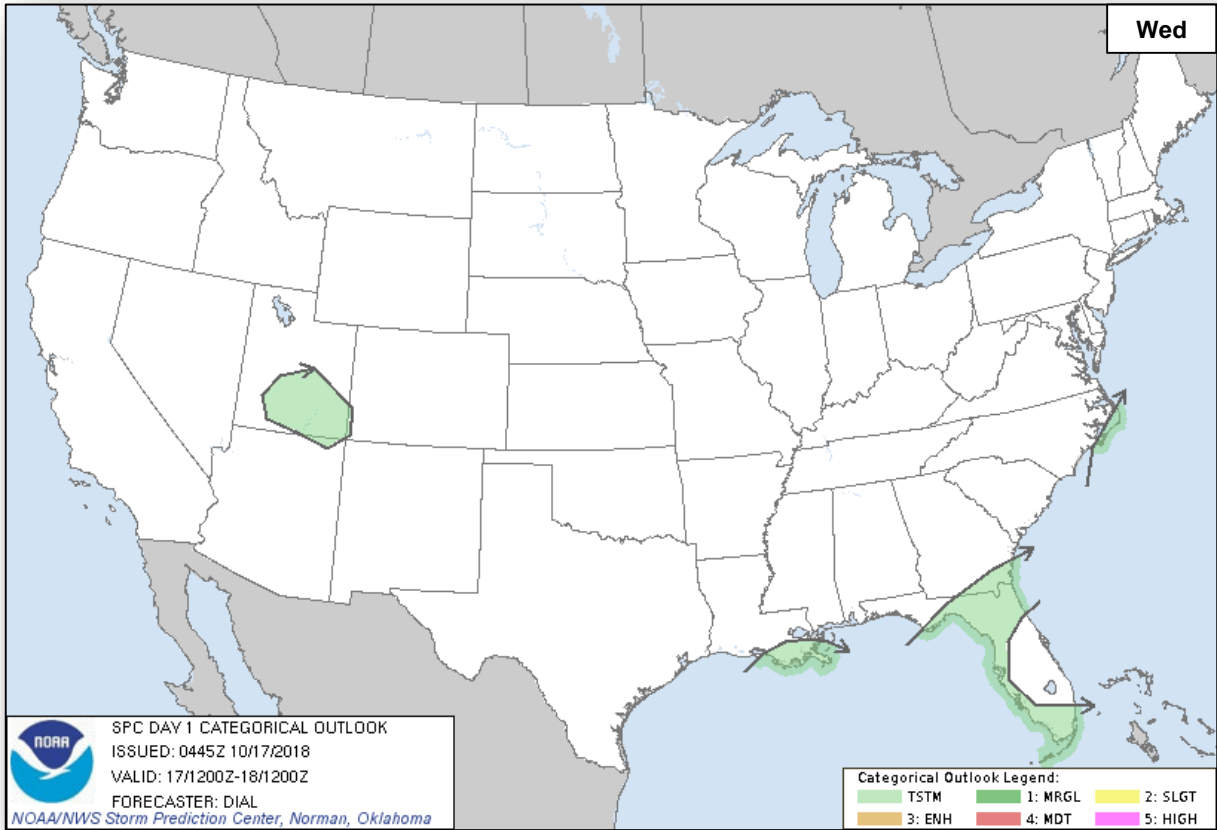 Wed
NOAA
SPC DAY 1 CATEGORICAL OUTLOOK
ISSUED: 0445Z 10/17/2018
VALID: 17/1200Z-18/1200Z
FORECASTER: DIAL
NOAA/NWS Storm Prediction Center, Norman, Oklahoma
Categorical Outlook Legend:
TSTM 1: MRGL 2: SLGT
3: ENH 4: MDT 5: HIGH